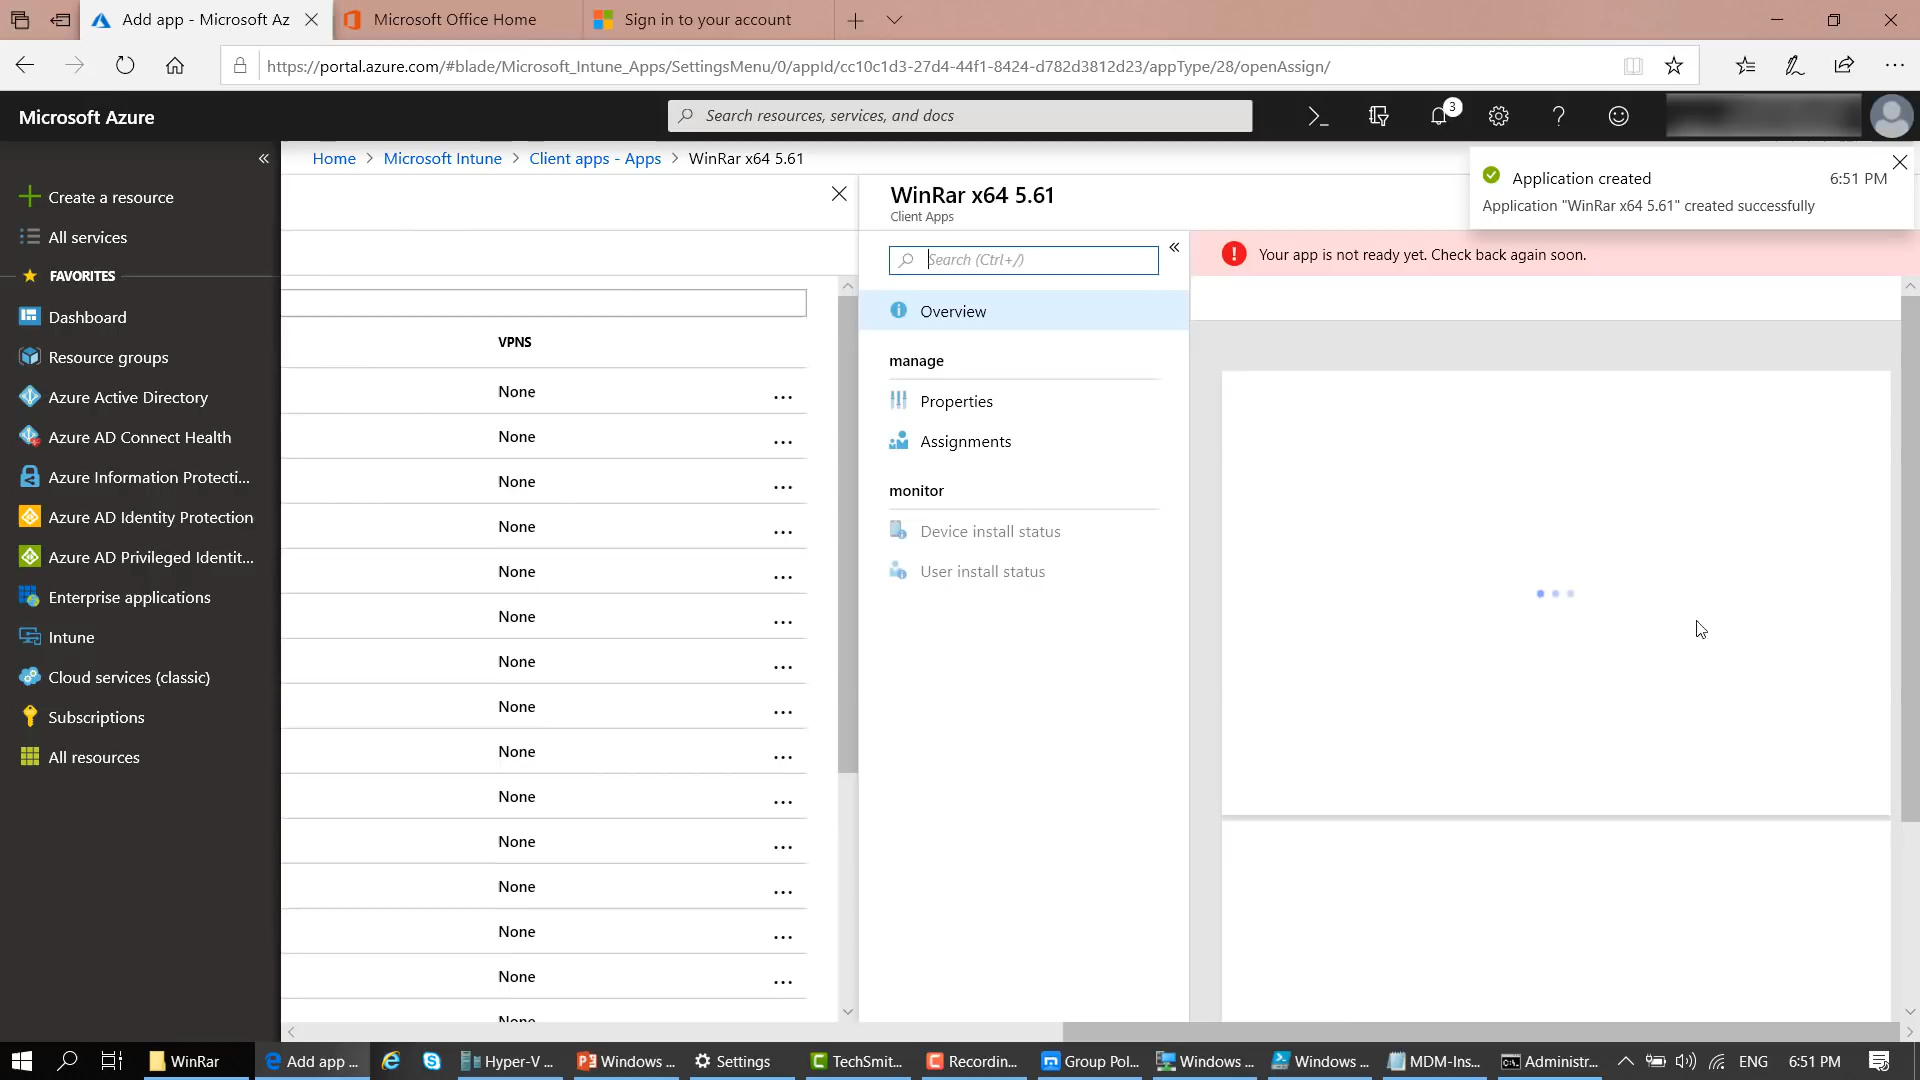 Add app - Microsoft Az
Microsoft Office Home
Sign in to your account
https://portal.azure.com/#blade/Microsoft_Intune_Apps/SettingsMenu/0/appId/cc10c1d3-27d4-44f1-8424-d782d3812d23/appType/28/openAssign/
Microsoft Azure
Search resources, services, and docs
3
Home > Microsoft Intune > Client apps - Apps > WinRar x64 5.61
Application created
6:51 PM
Application "WinRar x64 5.61" created successfully
Create a resource
All services
FAVORITES
Dashboard
Resource groups
Azure Active Directory
Azure AD Connect Health
Azure Information Protecti...
Azure AD Identity Protection
Azure AD Privileged Identit...
Enterprise applications
Intune
Cloud services (classic)
Subscriptions
All resources
VPNS
None ...
None ...
None ...
None ...
None ...
None ...
None ...
None ...
None ...
None ...
None ...
None ...
None ...
None ...
None
WinRar x64 5.61
Client Apps
Search (Ctrl+/)
Overview
manage
Properties
Assignments
monitor
Device install status
User install status
Your app is not ready yet. Check back again soon.
WinRar
Add app ...
Hyper-V ...
Windows ...
Settings
TechSmit...
Recordin...
Group Pol...
Windows ...
Windows ...
MDM-Ins...
Administr...
ENG
6:51 PM